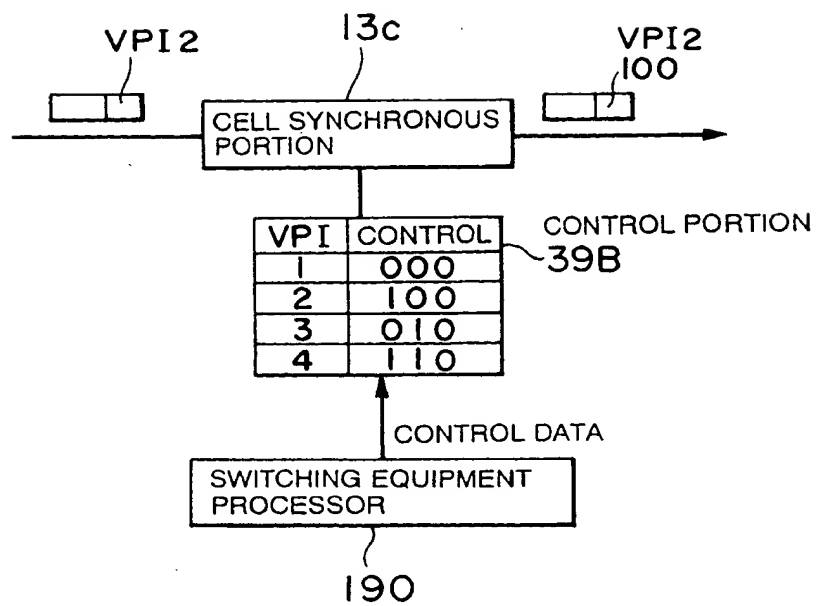 13c
VPI2
VPI2
100
CELL SYNCHRONOUS
PORTION
VPI CONTROL
1 000
2 100
3 010
4 110
CONTROL PORTION
39B
CONTROL DATA
SWITCHING EQUIPMENT
PROCESSOR
190